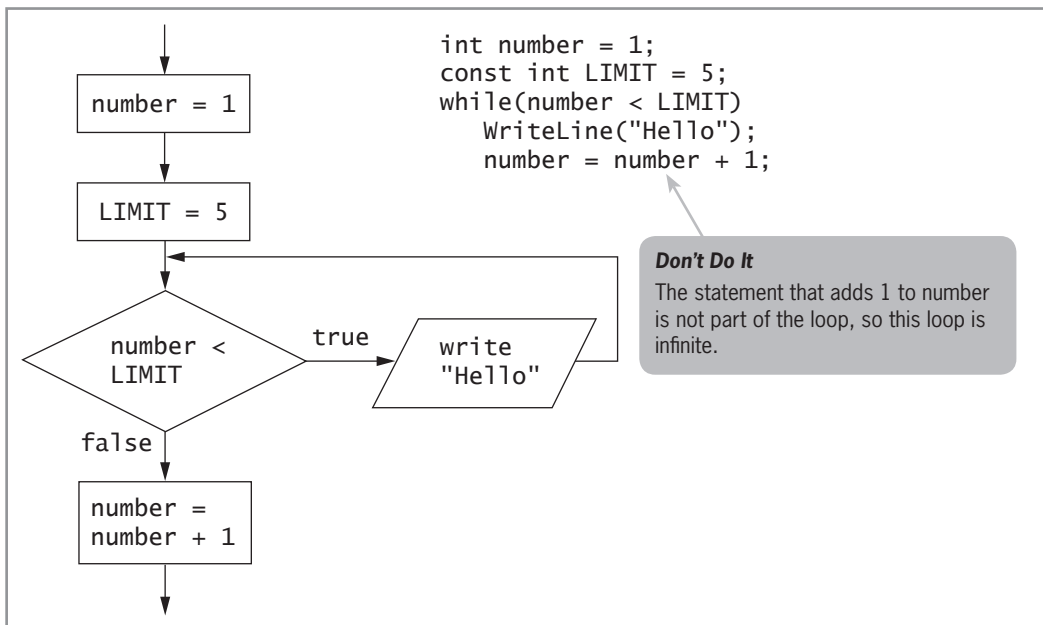 number = 1
LIMIT = 5
number <
LIMIT
true
write
"Hello"
false
number =
number + 1
int number = 1;
const int LIMIT = 5;
while(number < LIMIT)
   WriteLine("Hello");
   number = number + 1;
Don't Do It
The statement that adds 1 to number
is not part of the loop, so this loop is
infinite.